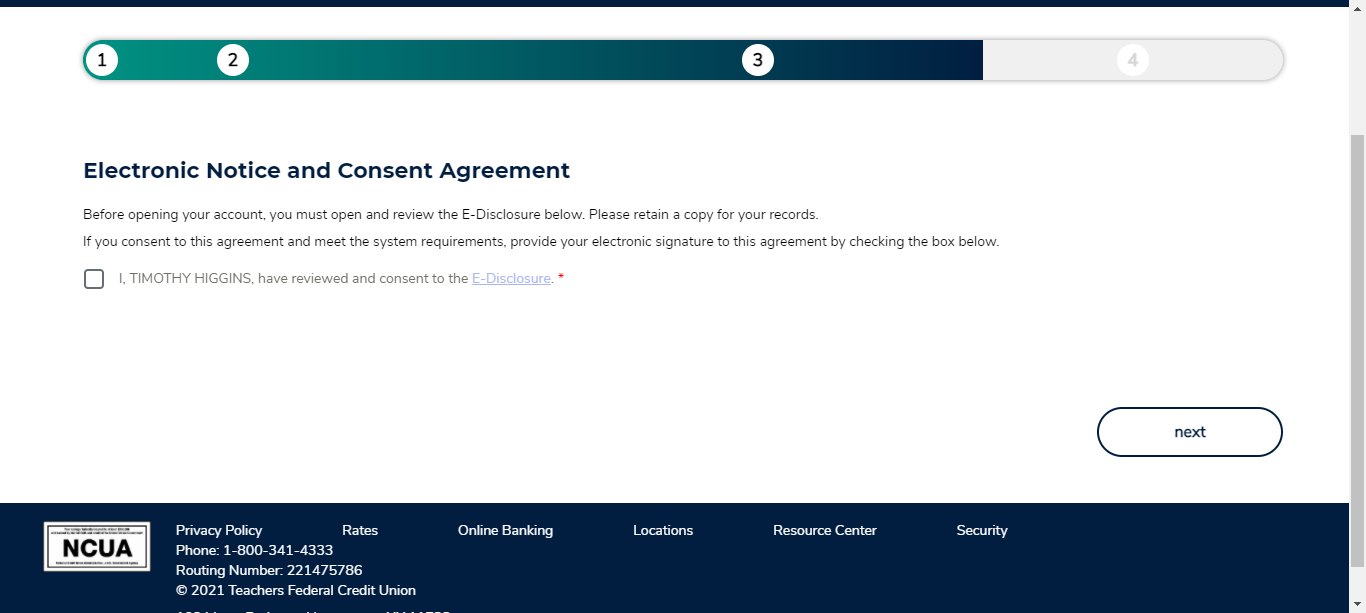 1 2 3 4
Electronic Notice and Consent Agreement
Before opening your account, you must open and review the E-Disclosure below. Please retain a copy for your records.
If you consent to this agreement and meet the system requirements, provide your electronic signature to this agreement by checking the box below.
I, TIMOTHY HIGGINS, have reviewed and consent to the E-Disclosure. *
next
NCUA
Privacy Policy Rates Online Banking Locations Resource Center Security
Phone: 1-800-341-4333
Routing Number: 221475786
© 2021 Teachers Federal Credit Union